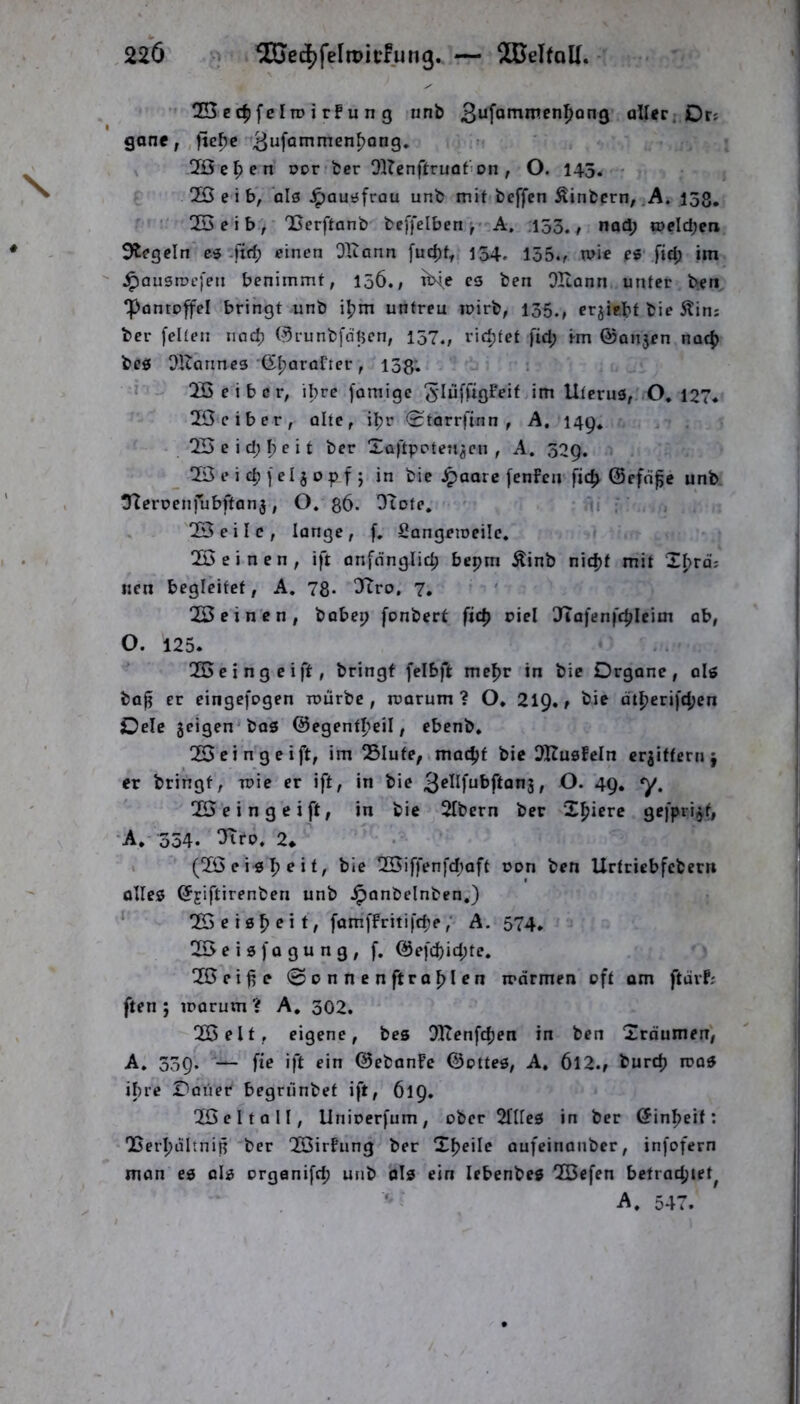 226 Wechselwirkung. — Weltall.
Wechselwirkung und Zusammenhang aller Or⸗
gane, siehe Zusammenhang.
Wehen vor der Menstruation, O. 143.
Weib, als Hausfrau und mit dessen Kindern, A. 138.
Weib, Verstand desselben, A. 133., nach welchen
Regeln es sich einen Mann sucht, 134. 135., wie es sich im
Hauswesen benimmt, 136., wie es den Mann unter den
Pantoffel bringt und ihm untreu wird, 135., erzieht die Kin⸗
der selten nach Grundsätzen, 137., richtet sich im Ganzen nach
des Mannes Charakter, 138.
Weiber, ihre samige Flüssigkeit im Uterus, O. 127.
Weiber, alte, ihr Starrsinn, A. 149.
Weichheit der Tastpotenzen, A. 329.
Weichselzopf; in die Haare senken sich Gefäße und
Nervensubstanz, O. 86. Note.
Weile, lange, s. Langeweile.
Weinen, ist anfänglich beym Kind nicht mit Thrä⸗
nen begleitet, A. 78. Nro. 7.
Weinen, dabey sondert sich viel Nasenschleim ab,
O. 125.
Weingeist, bringt selbst mehr in die Organe, als
daß er eingesogen würde, warum? O. 219., die ätherischen
Oele zeigen das Gegentheil, ebend.
Weingeist, im Blute, macht die Muskeln erzittern;
er bringt, wie er ist, in die Zellsubstanz, O. 49. γ.
Weingeist, in die Adern der Thiere gesprizt,
A. 334. Nro. 2.
(Weisheit, die Wissenschaft von den Urtriebfedern
alles Existirenden und Handelnden.)
Weisheit, samskritische, A. 574.
Weissagung, s. Geschichte.
Weiße Sonnenstrahlen wärmen oft am stärk⸗
sten; warum? A. 302.
Welt, eigene, des Menschen in den Träumen,
A. 339. — sie ist ein Gedanke Gottes, A. 612., durch was
ihre Dauer begründet ist, 619.
Weltall, Universum, oder Alles in der Einheit:
Verhältniß der Wirkung der Theile aufeinander, insofern
man es als organisch und als ein lebendes Wesen betrachtet,
A. 547.